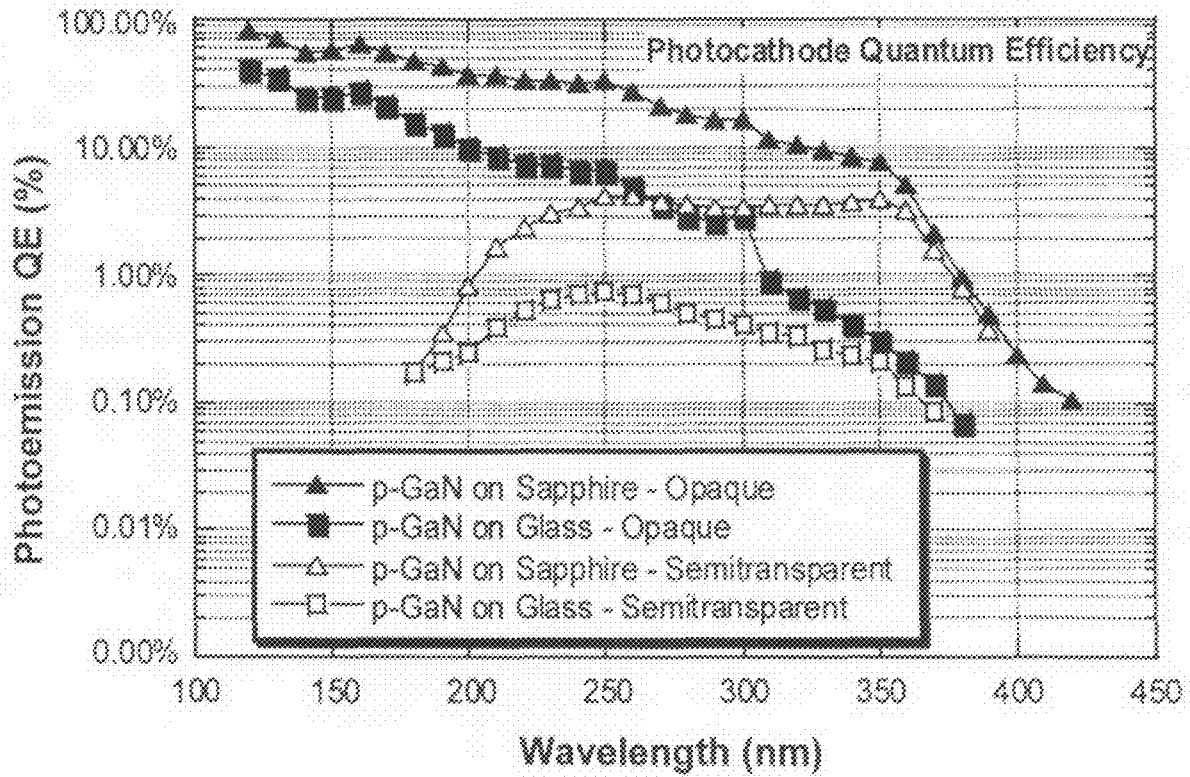 Photocathode Quantum Efficiency
Photoemission QE (%)
100.00%
10.00%
1.00%
0.10%
0.01%
0.00%
p-GaN on Sapphire - Opaque
p-GaN on Glass - Opaque
p-GaN on Sapphire - Semitransparent
p-GaN on Glass - Semitransparent
100 150 200 250 300 350 400 450
Wavelength (nm)